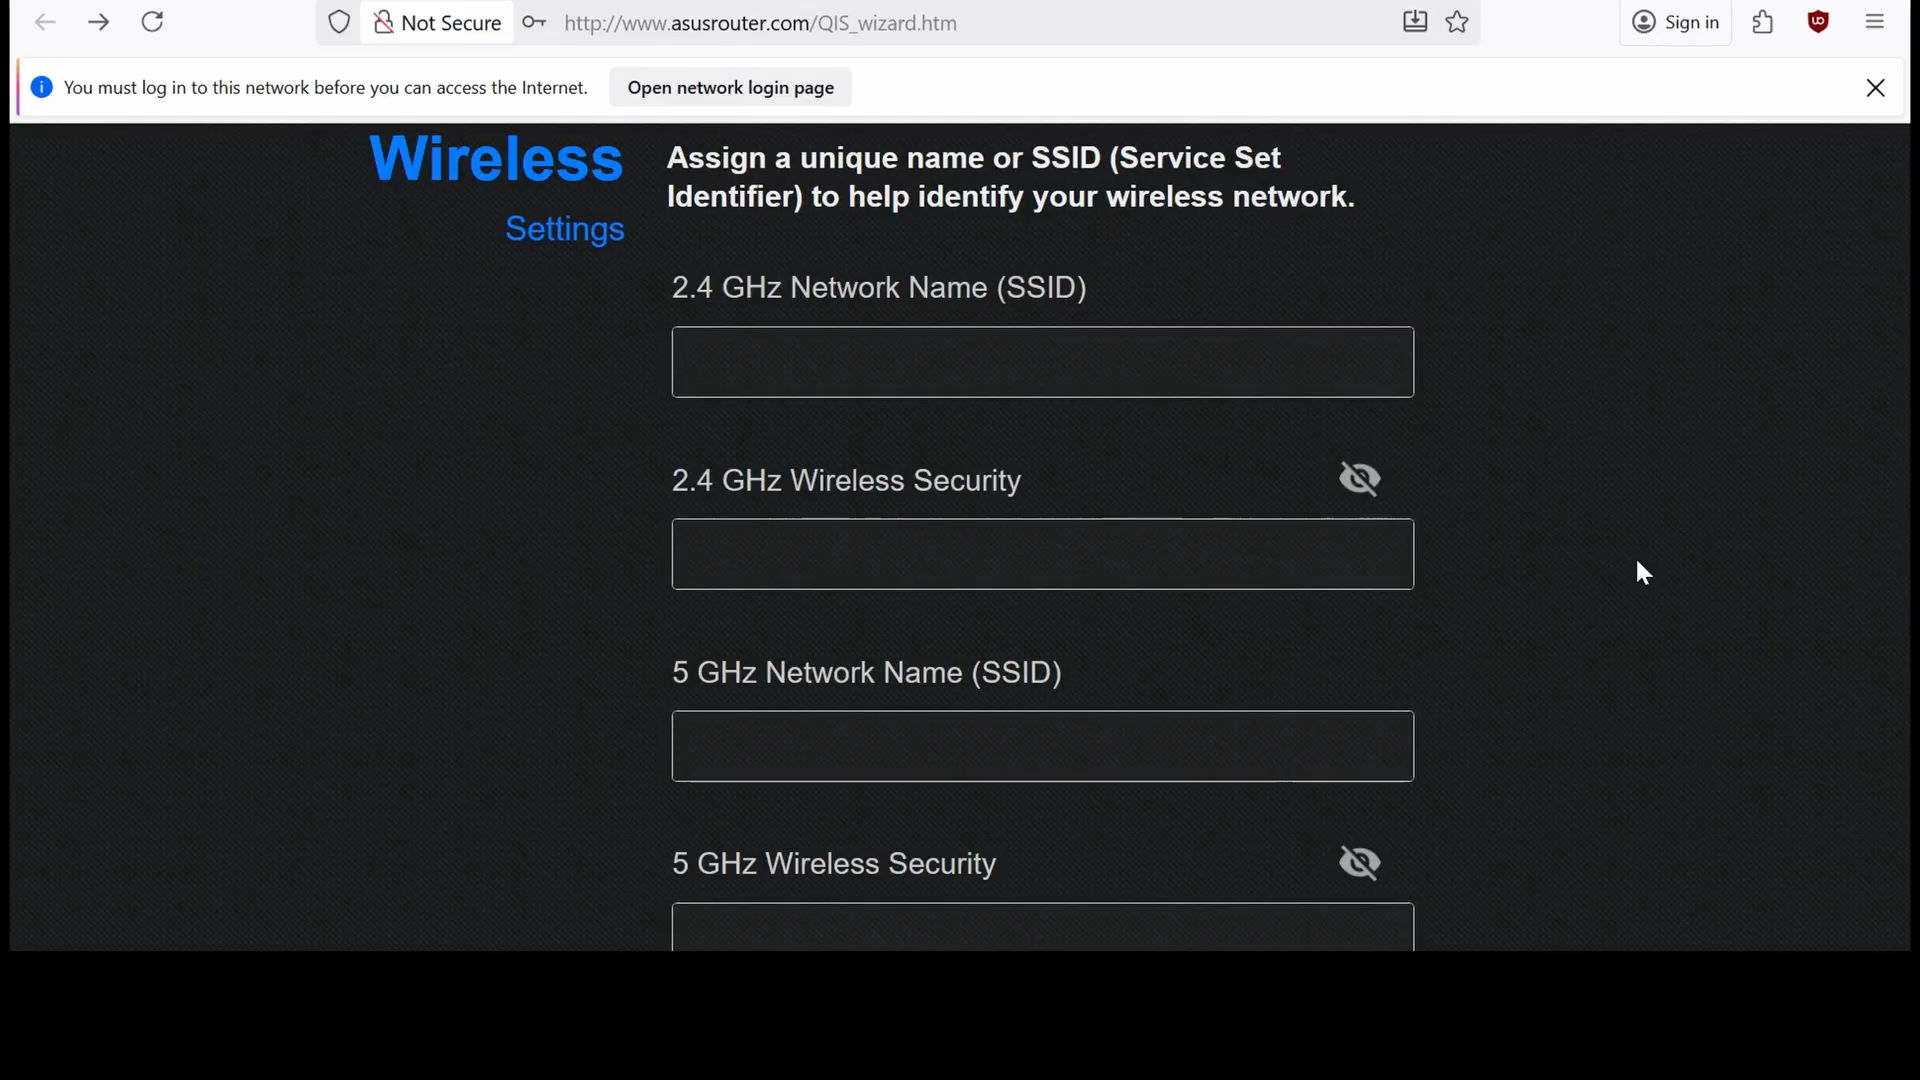 Not Secure
http://www.asusrouter.com/QIS_wizard.htm
Sign in
You must log in to this network before you can access the Internet.
Open network login page
Wireless
Settings
Assign a unique name or SSID (Service Set
Identifier) to help identify your wireless network.
2.4 GHz Network Name (SSID)
2.4 GHz Wireless Security
5 GHz Network Name (SSID)
5 GHz Wireless Security